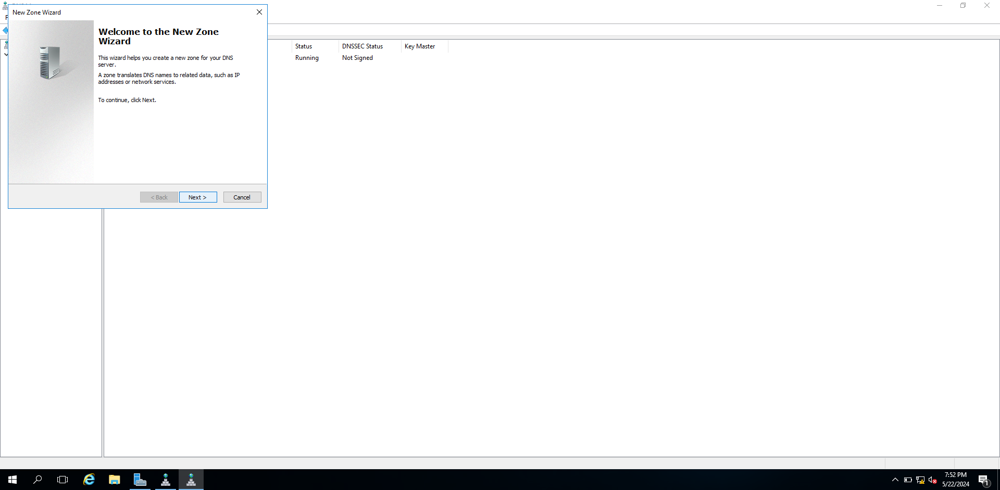 New Zone Wizard
Welcome to the New Zone
Wizard
This wizard helps you create a new zone for your DNS
server.
A zone translates DNS names to related data, such as IP
addresses or network services.
To continue, click Next.
< Back
Next >
Cancel
Status
DNSSEC Status
Key Master
Running
Not Signed
7:52 PM
5/22/2024
1